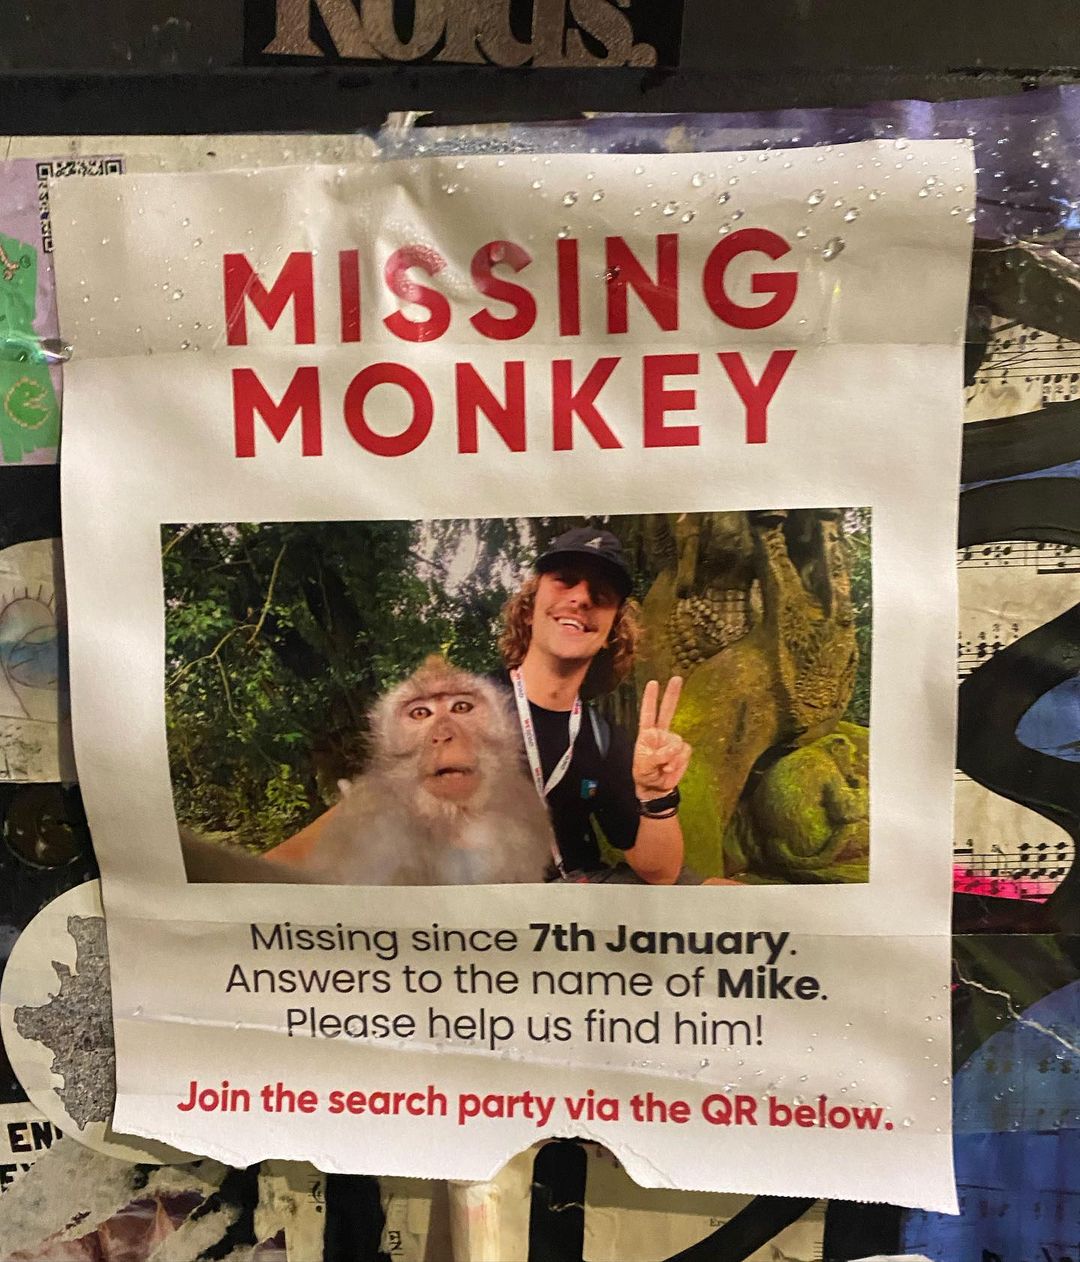 MISSING
MONKEY
Missing since 7th January.
Answers to the name of Mike.
Please help us find him!
Join the search party via the QR below.
EN